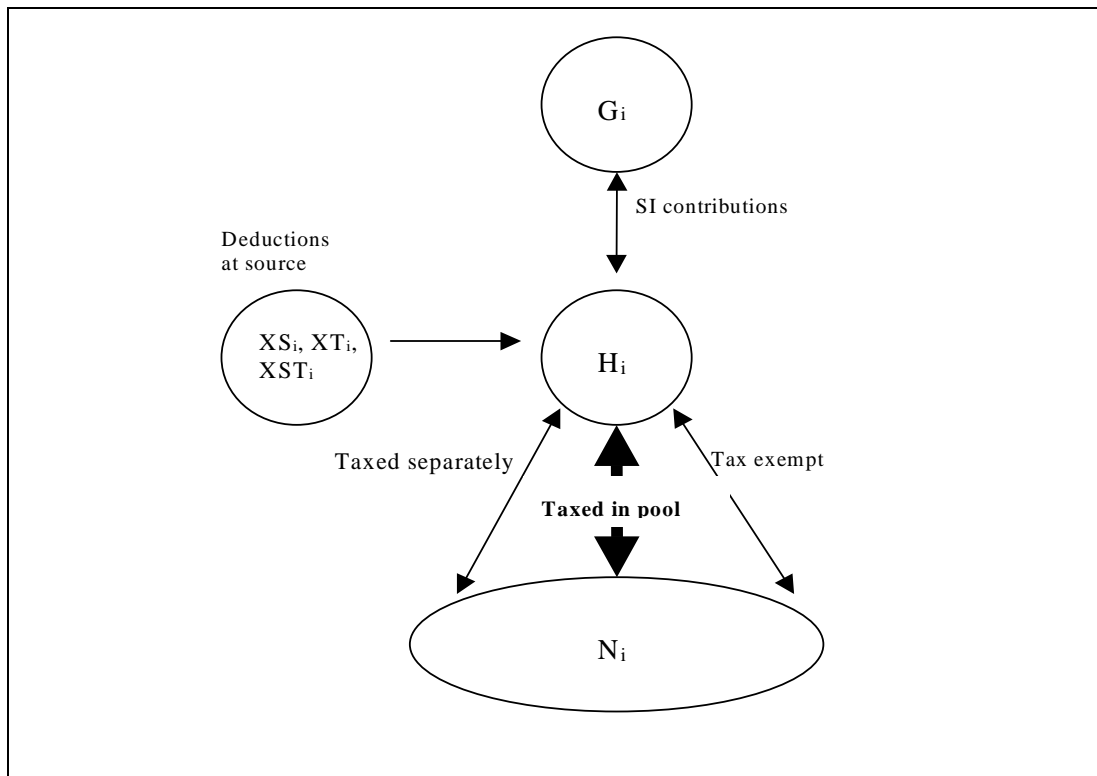 Gi
SI contributions
Deductions
at source
XSi, XTi,
XSTi
Hi
Taxed separately
Tax exempt
Taxed in pool
Ni